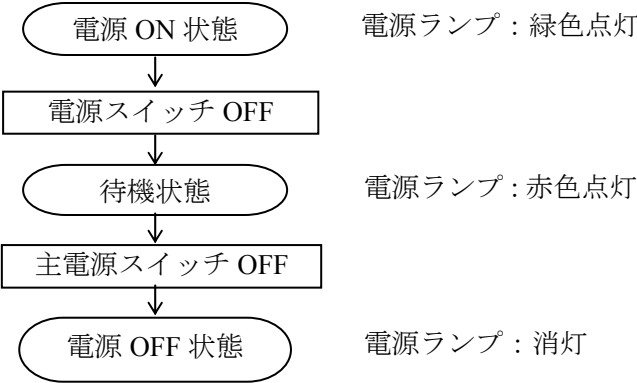 電源 ON 状態 電源ランプ：緑色点灯
電源スイッチ OFF
待機状態 電源ランプ：赤色点灯
主電源スイッチ OFF
電源 OFF 状態 電源ランプ：消灯